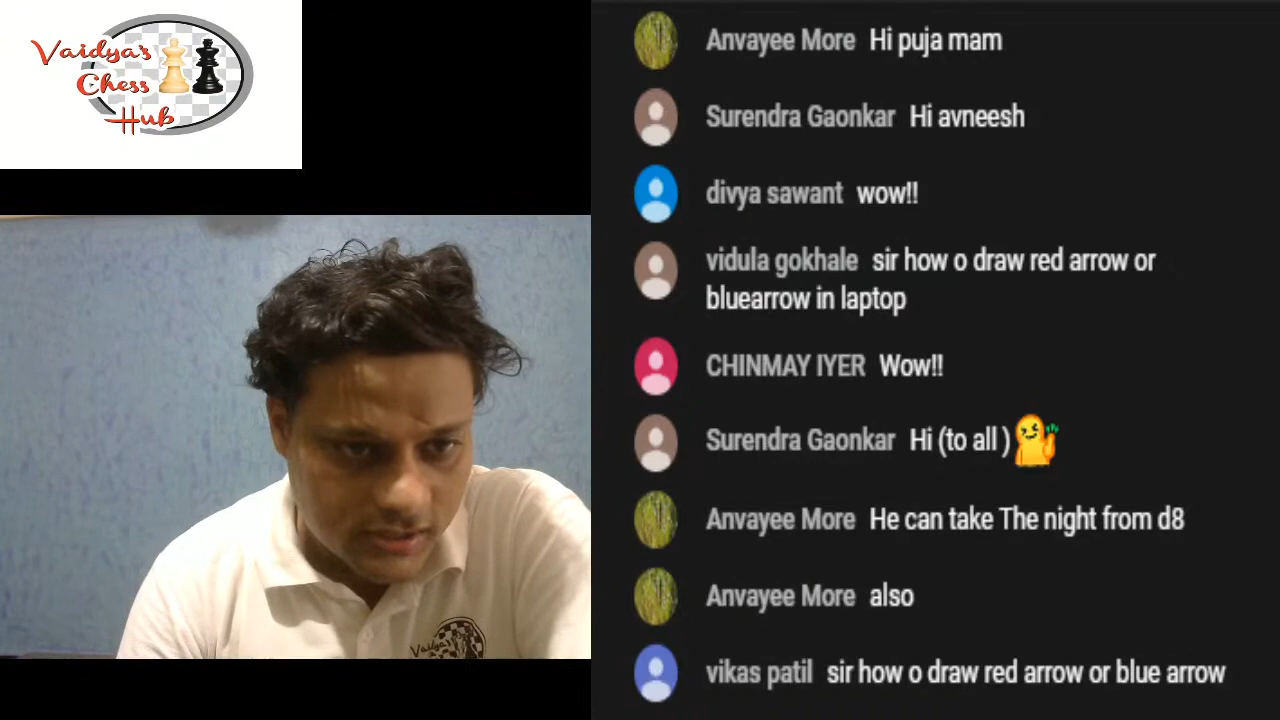 Vaidya's
Chess
Hub
Anvayee More Hi puja mam
Surendra Gaonkar Hi avneesh
divya sawant wow!!
vidula gokhale sir how o draw red arrow or
bluearrow in laptop
CHINMAY IYER Wow!!
Surendra Gaonkar Hi (to all )
Anvayee More He can take The night from d8
Anvayee More also
vikas patil sir how o draw red arrow or blue arrow
Vaidya's